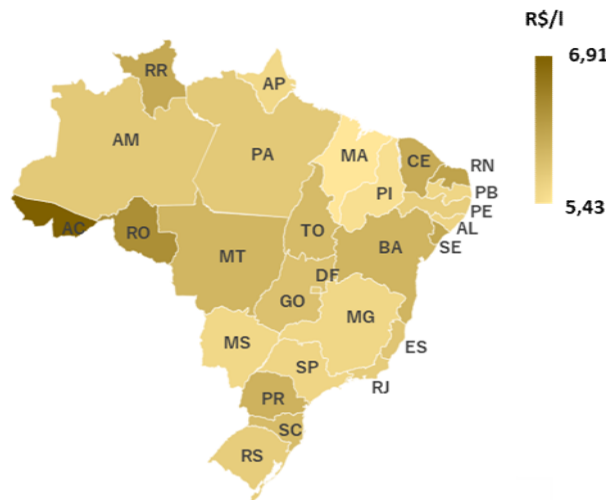 R$/l
6,91
5,43
RR
AP
AM
PA
MA
CE
RN
PI
PB
PE
AL
SE
AC
RO
TO
BA
MT
DF
GO
MG
MS
ES
SP
RJ
PR
SC
RS